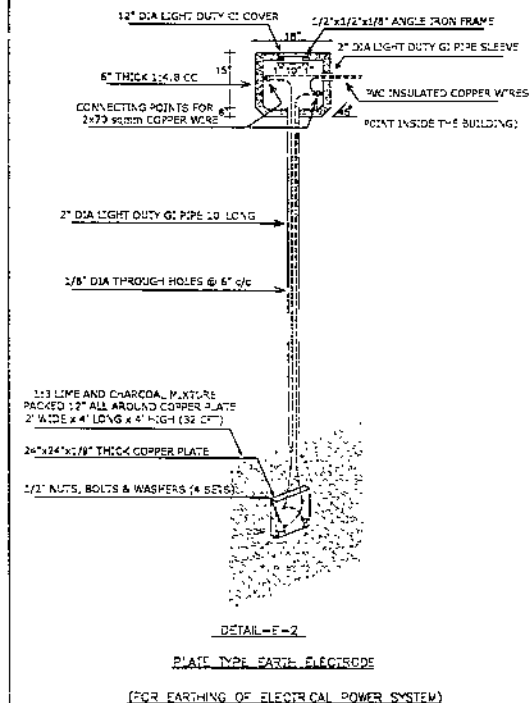 12" DIA LIGHT DUTY CI COVER
1/2"x1/2"x1/8" ANGLE IRON FRAME
18"
2" DIA LIGHT DUTY GI PIPE SLEEVE
15"
6" THICK 1:4:8 CC
1" 10" 1"
PVC INSULATED COPPER WIRES
CONNECTING POINTS FOR
2x70 sqmm COPPER WIRE
6"
45°
POINT INSIDE THE BUILDING)
2" DIA LIGHT DUTY GI PIPE 10' LONG
1/8" DIA THROUGH HOLES @ 6" c/c
1:3 LIME AND CHARCOAL MIXTURE
PACKED 12" ALL AROUND COPPER PLATE
2' WIDE x 4' LONG x 4' HIGH (32 CFT)
24"x24"x1/8" THICK COPPER PLATE
1/2" NUTS, BOLTS & WASHERS (4 SETS)
DETAIL-E-2
PLATE TYPE EARTH ELECTRODE
(FOR EARTHING OF ELECTRICAL POWER SYSTEM)